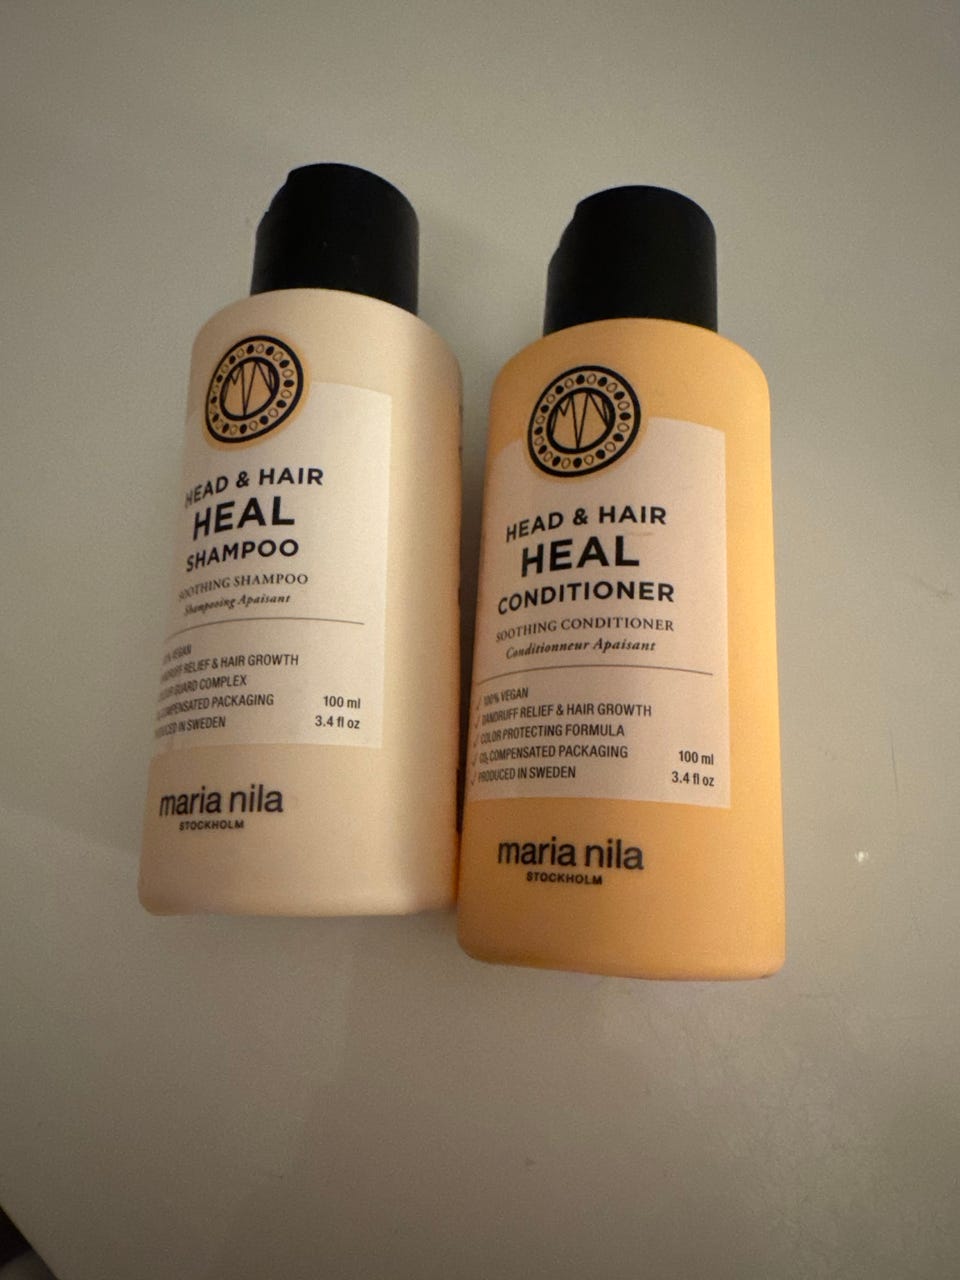 HEAD & HAIR
HEAL
SHAMPOO
SOOTHING SHAMPOO
Shampooing Apaisant
VEGAN
RELIEF & HAIR GROWTH
GUARD COMPLEX
COMPENSATED PACKAGING
IN SWEDEN
100 ml
3.4 fl oz
maria nila
STOCKHOLM
HEAD & HAIR
HEAL
CONDITIONER
SOOTHING CONDITIONER
Conditionneur Apaisant
✓ 100% VEGAN
✓ DANDRUFF RELIEF & HAIR GROWTH
✓ COLOR PROTECTING FORMULA
✓ CO₂ COMPENSATED PACKAGING
✓ PRODUCED IN SWEDEN
100 ml
3.4 fl oz
maria nila
STOCKHOLM